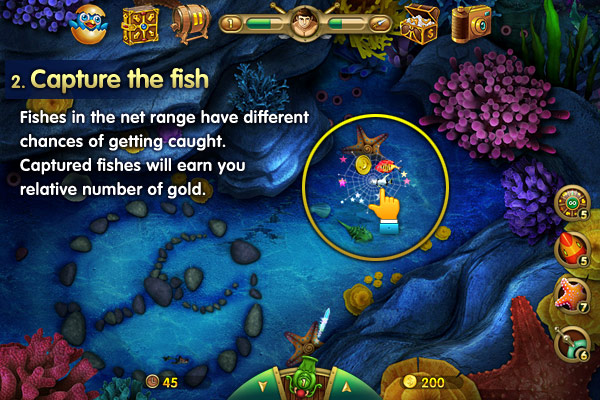 1
2. Capture the fish
Fishes in the net range have different
chances of getting caught.
Captured fishes will earn you
relative number of gold.
5
5
7
6
45
200